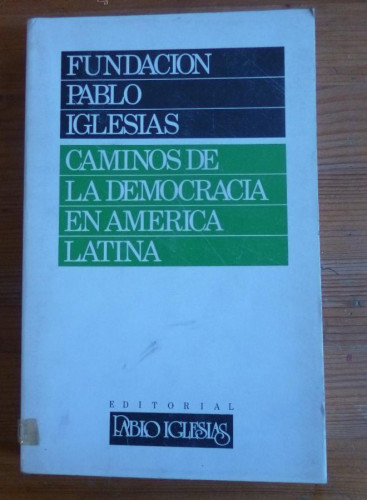 FUNDACION
PABLO
IGLESIAS
CAMINOS DE
LA DEMOCRACIA
EN AMERICA
LATINA
EDITORIAL
PABLO IGLESIAS